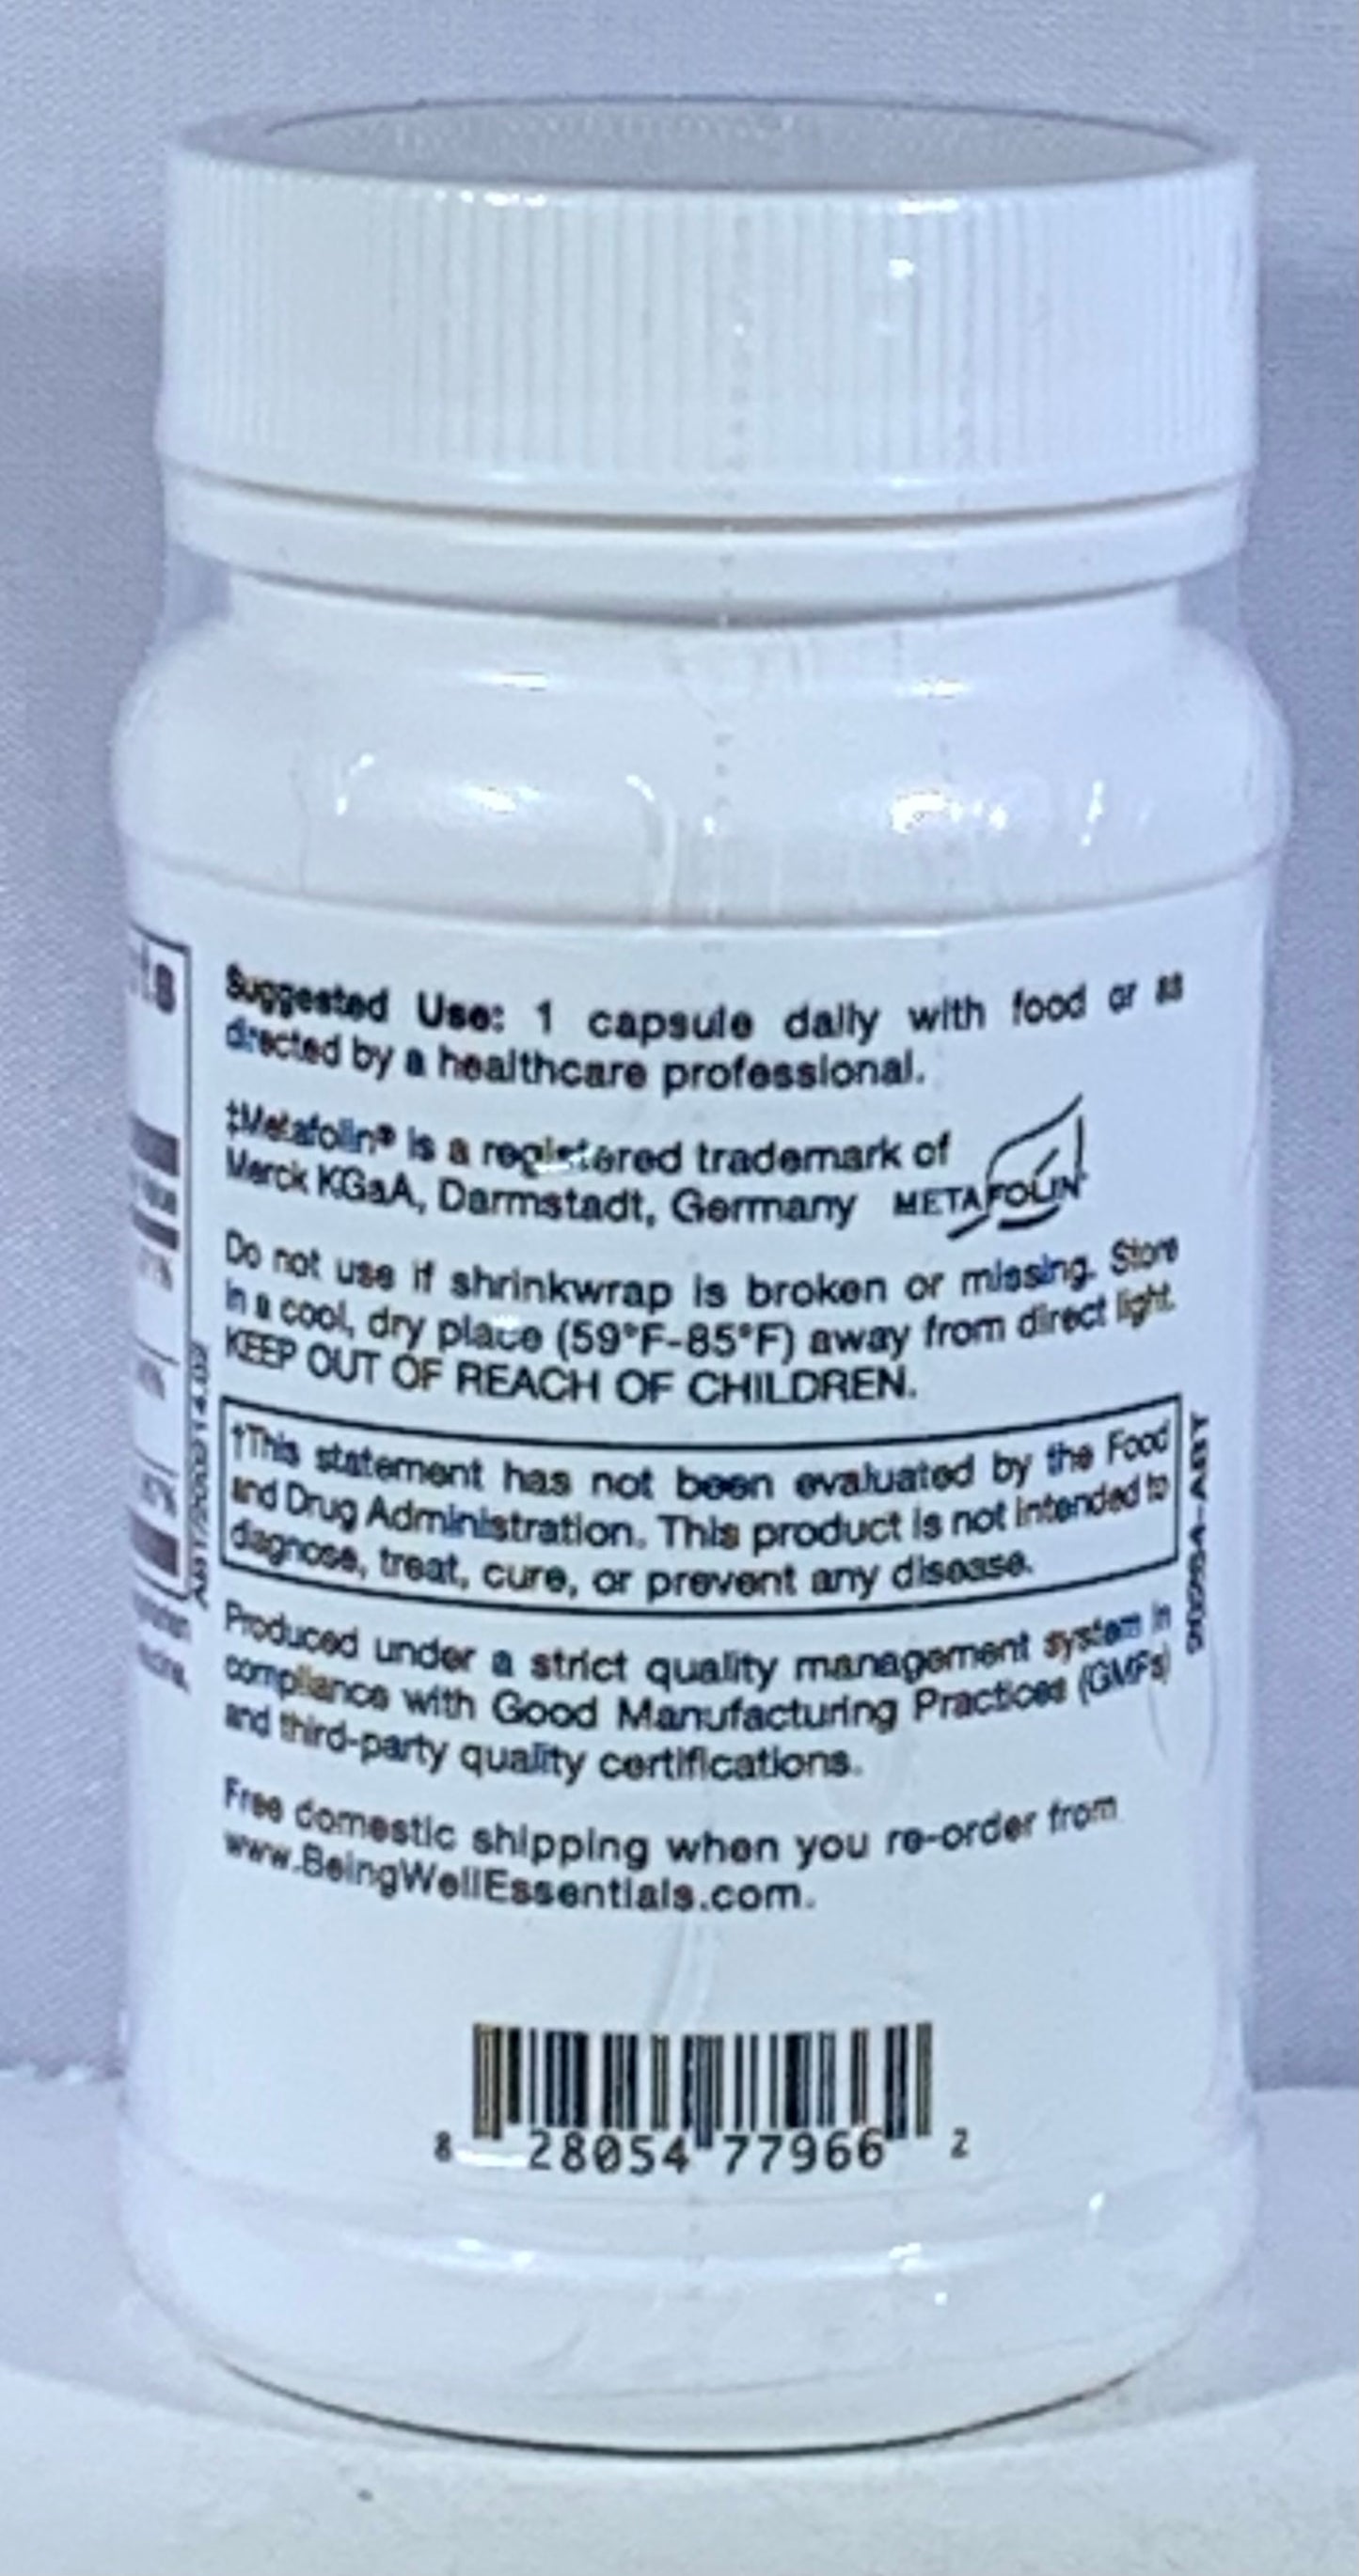 Suggested Use: 1 capsule daily with food or as
directed by a healthcare professional.
‡Metafolin® is a registered trademark of
Merck KGaA, Darmstadt, Germany
METAFOLIN
Do not use if shrinkwrap is broken or missing. Store
in a cool, dry place (59°F-85°F) away from direct light.
KEEP OUT OF REACH OF CHILDREN.
†This statement has not been evaluated by the Food
and Drug Administration. This product is not intended to
diagnose, treat, cure, or prevent any disease.
Produced under a strict quality management system in
compliance with Good Manufacturing Practices (GMPs)
and third-party quality certifications.
Free domestic shipping when you re-order from
www.BeingWellEssentials.com.
8 28054 77966 2